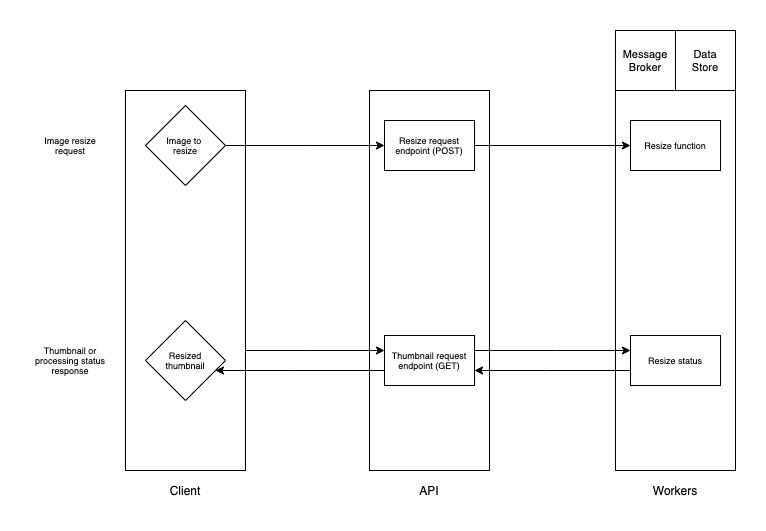 Message
Broker
Data
Store
Image resize
request
Image to
resize
Resize request
endpoint (POST)
Resize function
Thumbnail or
processing status
response
Resized
thumbnail
Thumbnail request
endpoint (GET)
Resize status
Client
API
Workers